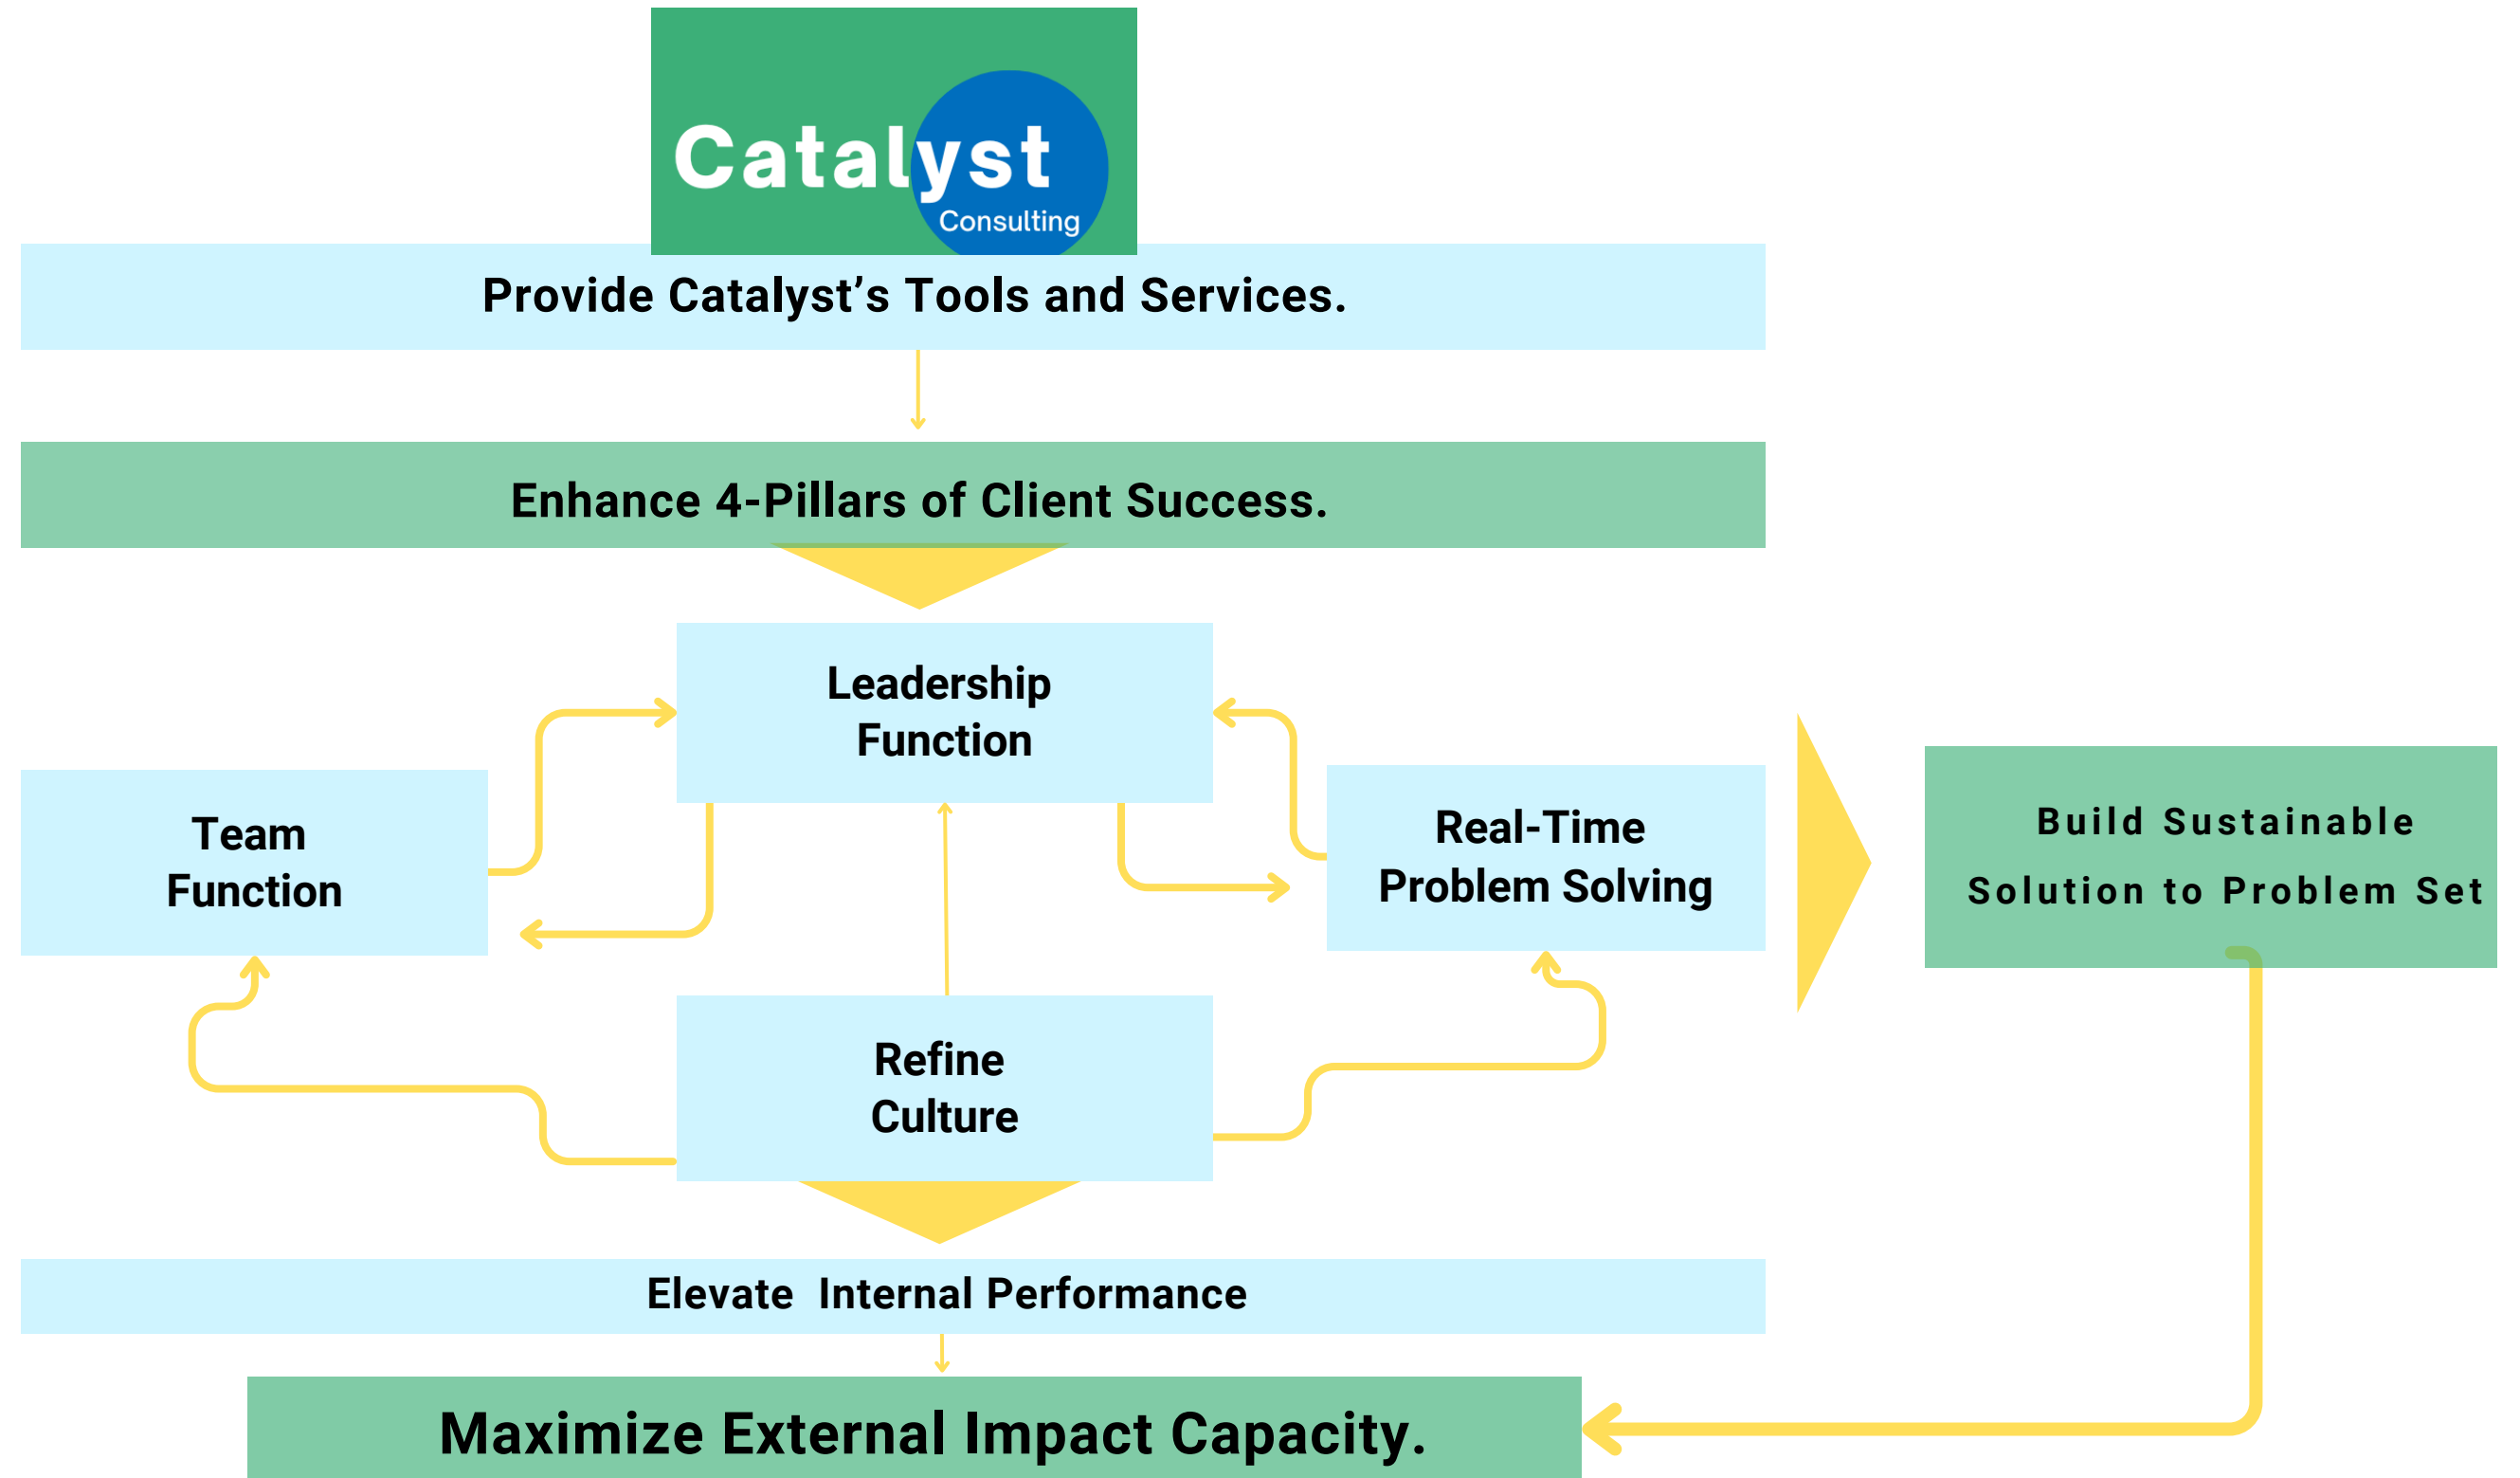 Catalyst
Consulting
Provide Catalyst’s Tools and Services.
Enhance 4-Pillars of Client Success.
Leadership
Function
Team
Function
Real-Time
Problem Solving
Build Sustainable
Solution to Problem Set
Refine
Culture
Elevate  Internal Performance
Maximize External Impact Capacity.